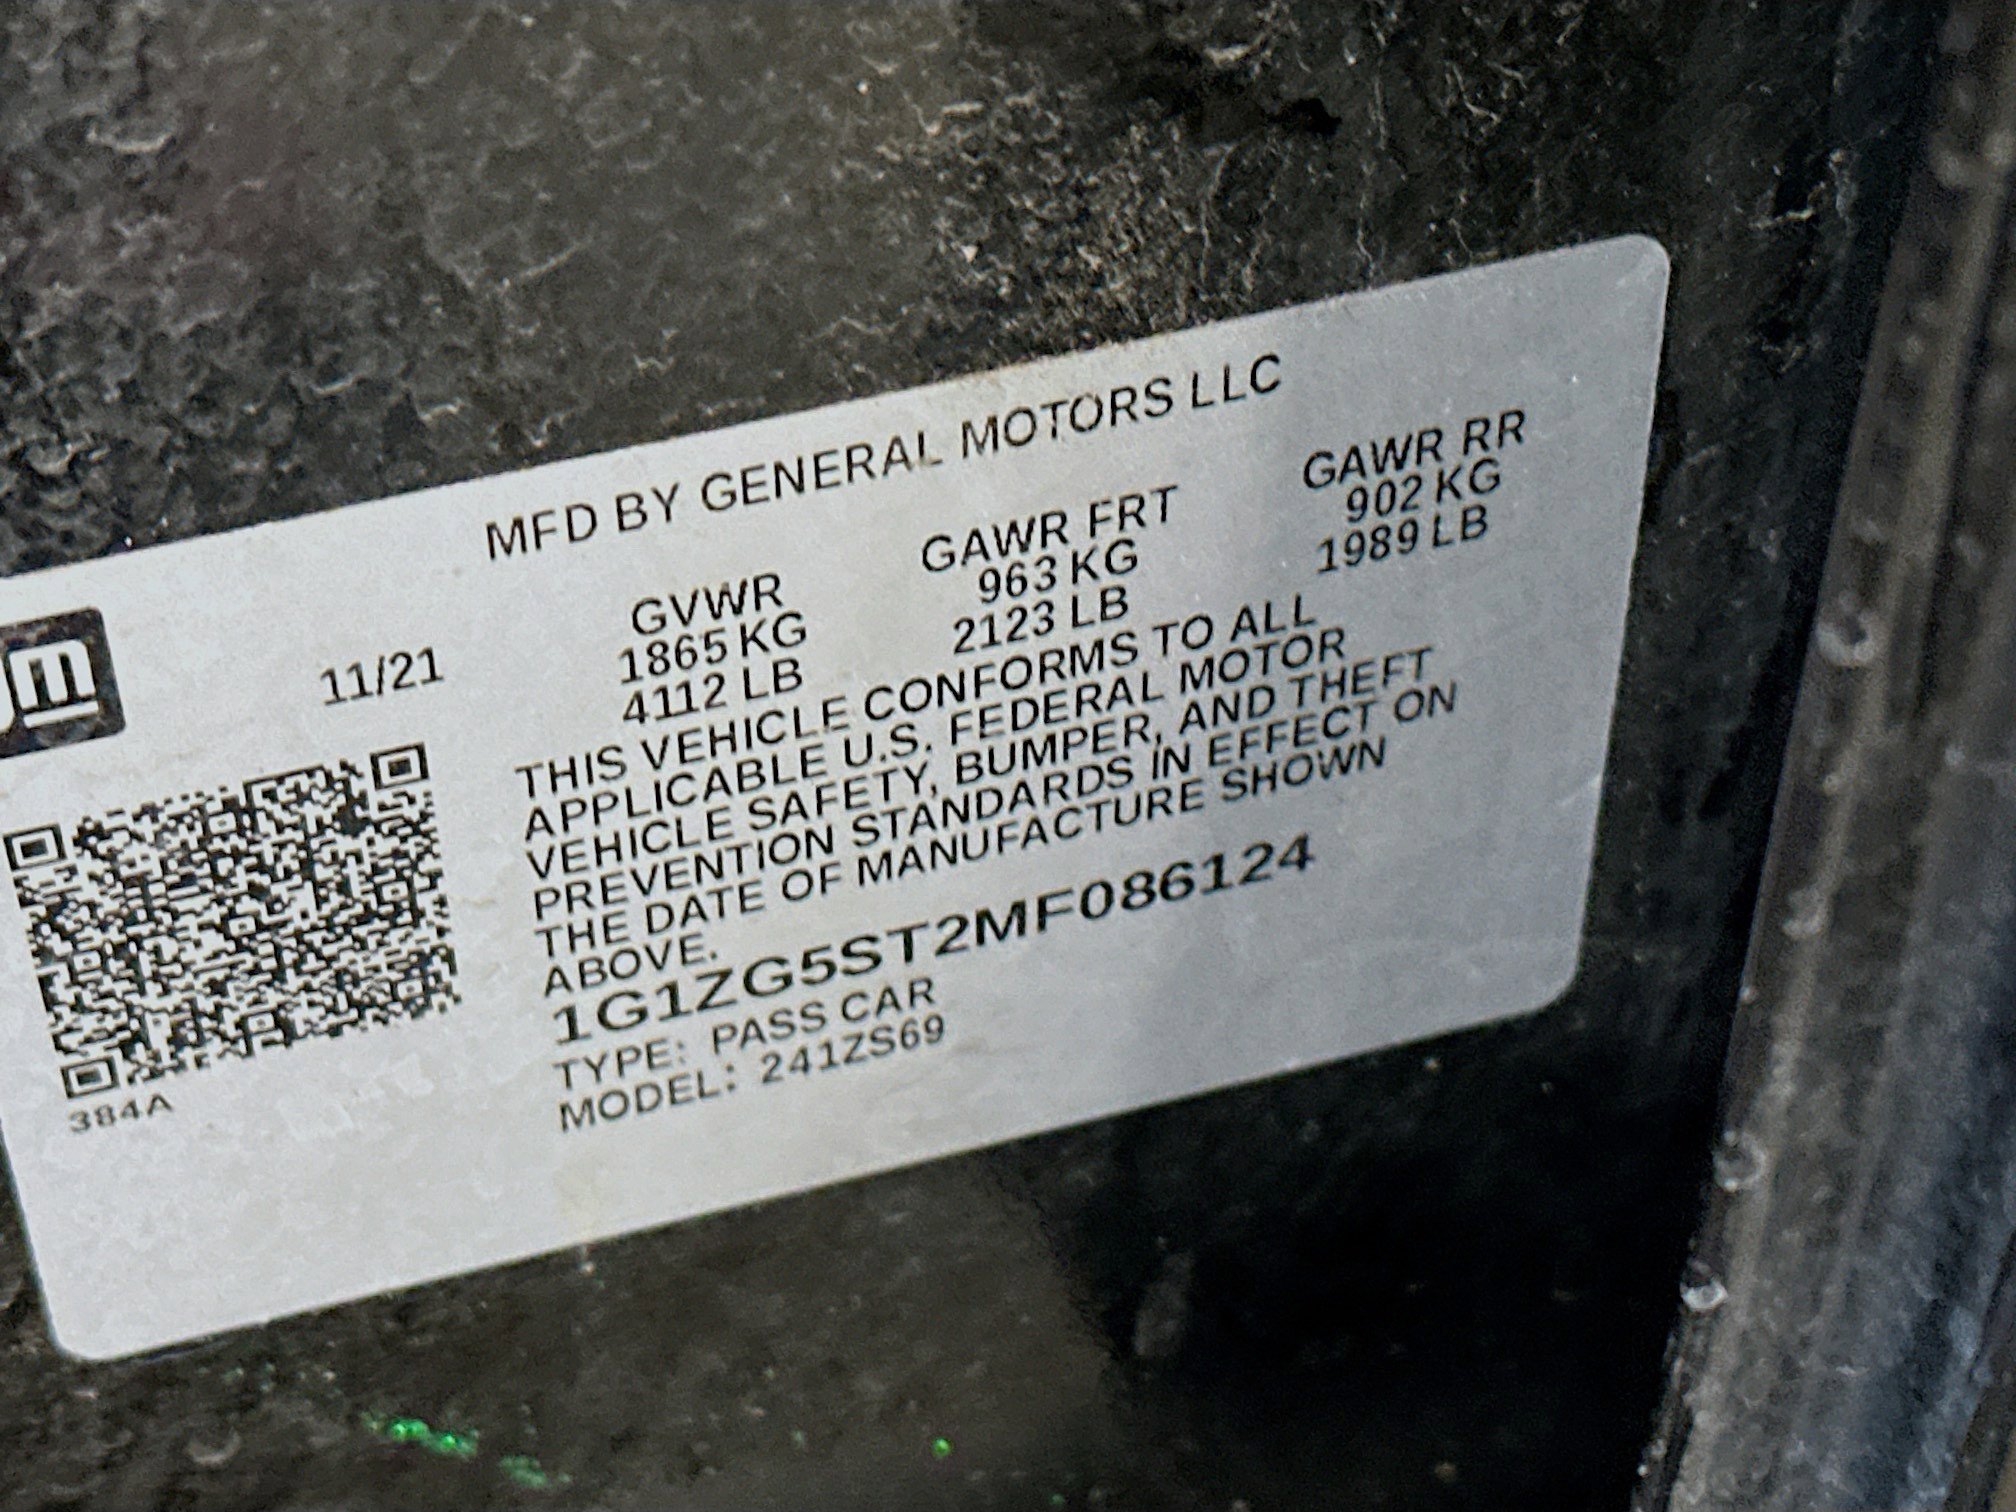 gm
MFD BY GENERAL MOTORS LLC
11/21
GVWR GAWR FRT GAWR RR
1865 KG 963 KG 902 KG
4112 LB 2123 LB 1989 LB
THIS VEHICLE CONFORMS TO ALL
APPLICABLE U.S. FEDERAL MOTOR
VEHICLE SAFETY, BUMPER, AND THEFT
PREVENTION STANDARDS IN EFFECT ON
THE DATE OF MANUFACTURE SHOWN
ABOVE.
1G1ZG5ST2MF086124
TYPE: PASS CAR
MODEL: 241ZS69
384A